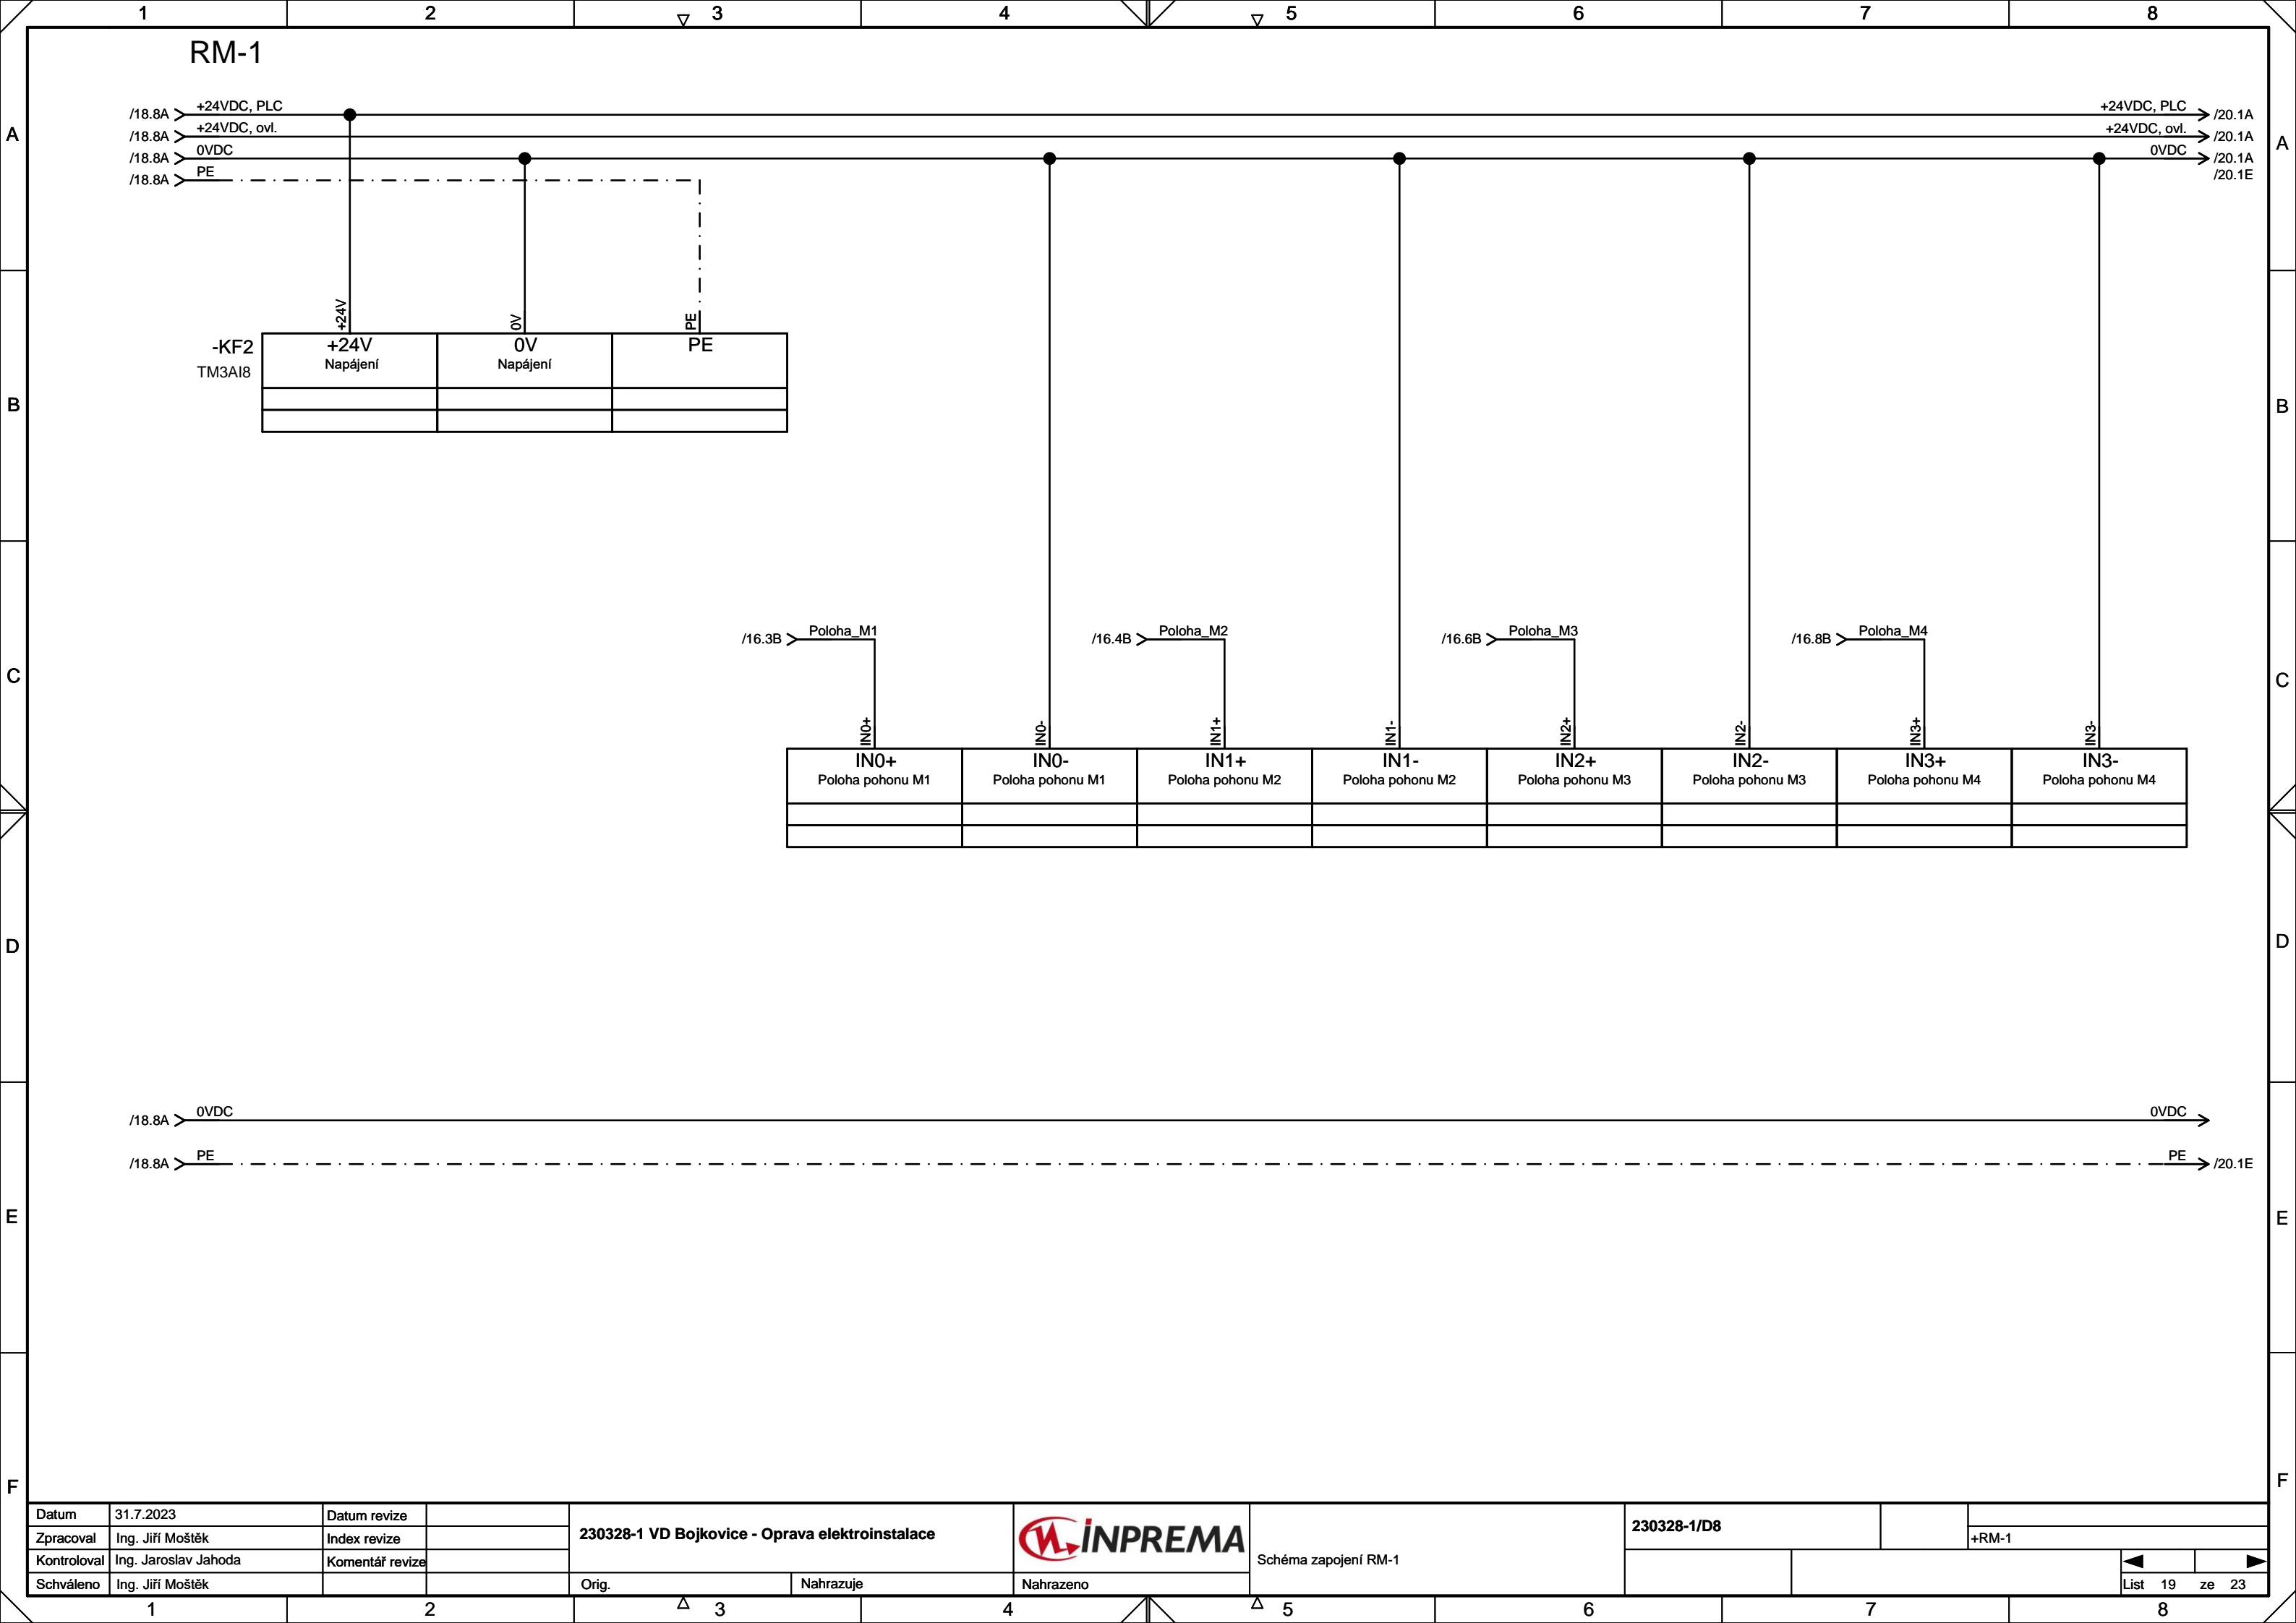 1 2 3 4 5 6 7 8
RM-1
/18.8A +24VDC, PLC +24VDC, PLC /20.1A
/18.8A +24VDC, ovl. +24VDC, ovl. /20.1A
/18.8A 0VDC 0VDC /20.1A
/18.8A PE /20.1E
A A
+24V 0V PE
-KF2 +24V 0V PE
TM3AI8 Napájení Napájení
B B
/16.3B Poloha_M1 /16.4B Poloha_M2 /16.6B Poloha_M3 /16.8B Poloha_M4
C C
IN0+ IN0- IN1+ IN1- IN2+ IN2- IN3+ IN3-
IN0+ IN0- IN1+ IN1- IN2+ IN2- IN3+ IN3-
Poloha pohonu M1 Poloha pohonu M1 Poloha pohonu M2 Poloha pohonu M2 Poloha pohonu M3 Poloha pohonu M3 Poloha pohonu M4 Poloha pohonu M4
D D
/18.8A 0VDC 0VDC
/18.8A PE PE /20.1E
E E
F F
Datum 31.7.2023 Datum revize
Zpracoval Ing. Jiří Moštěk Index revize
Kontroloval Ing. Jaroslav Jahoda Komentář revize
Schváleno Ing. Jiří Moštěk
230328-1 VD Bojkovice - Oprava elektroinstalace
Orig. Nahrazuje Nahrazeno
INPREMA
Schéma zapojení RM-1
230328-1/D8
+RM-1
List 19 ze 23
1 2 3 4 5 6 7 8